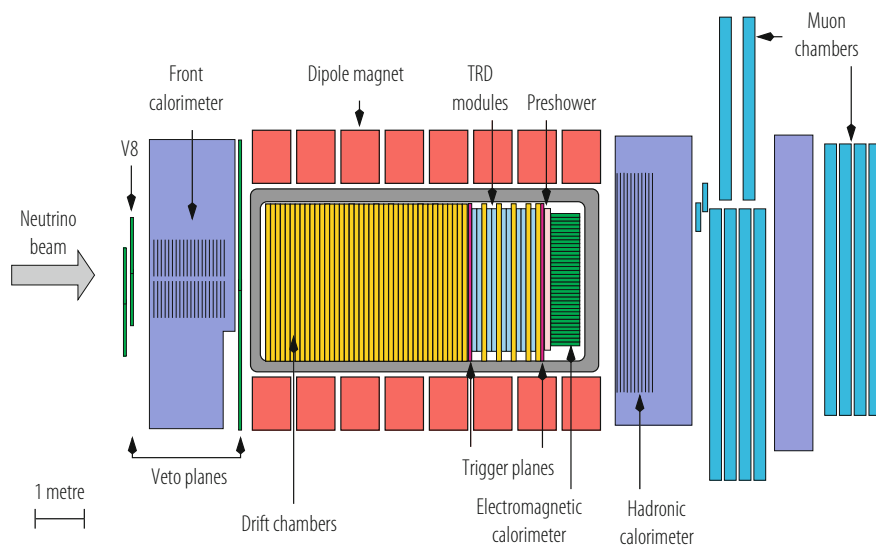 Muon
chambers
Front
calorimeter
Dipole magnet
TRD
modules
Preshower
V8
Neutrino
beam
Veto planes
Trigger planes
1 metre
Drift chambers
Electromagnetic
calorimeter
Hadronic
calorimeter